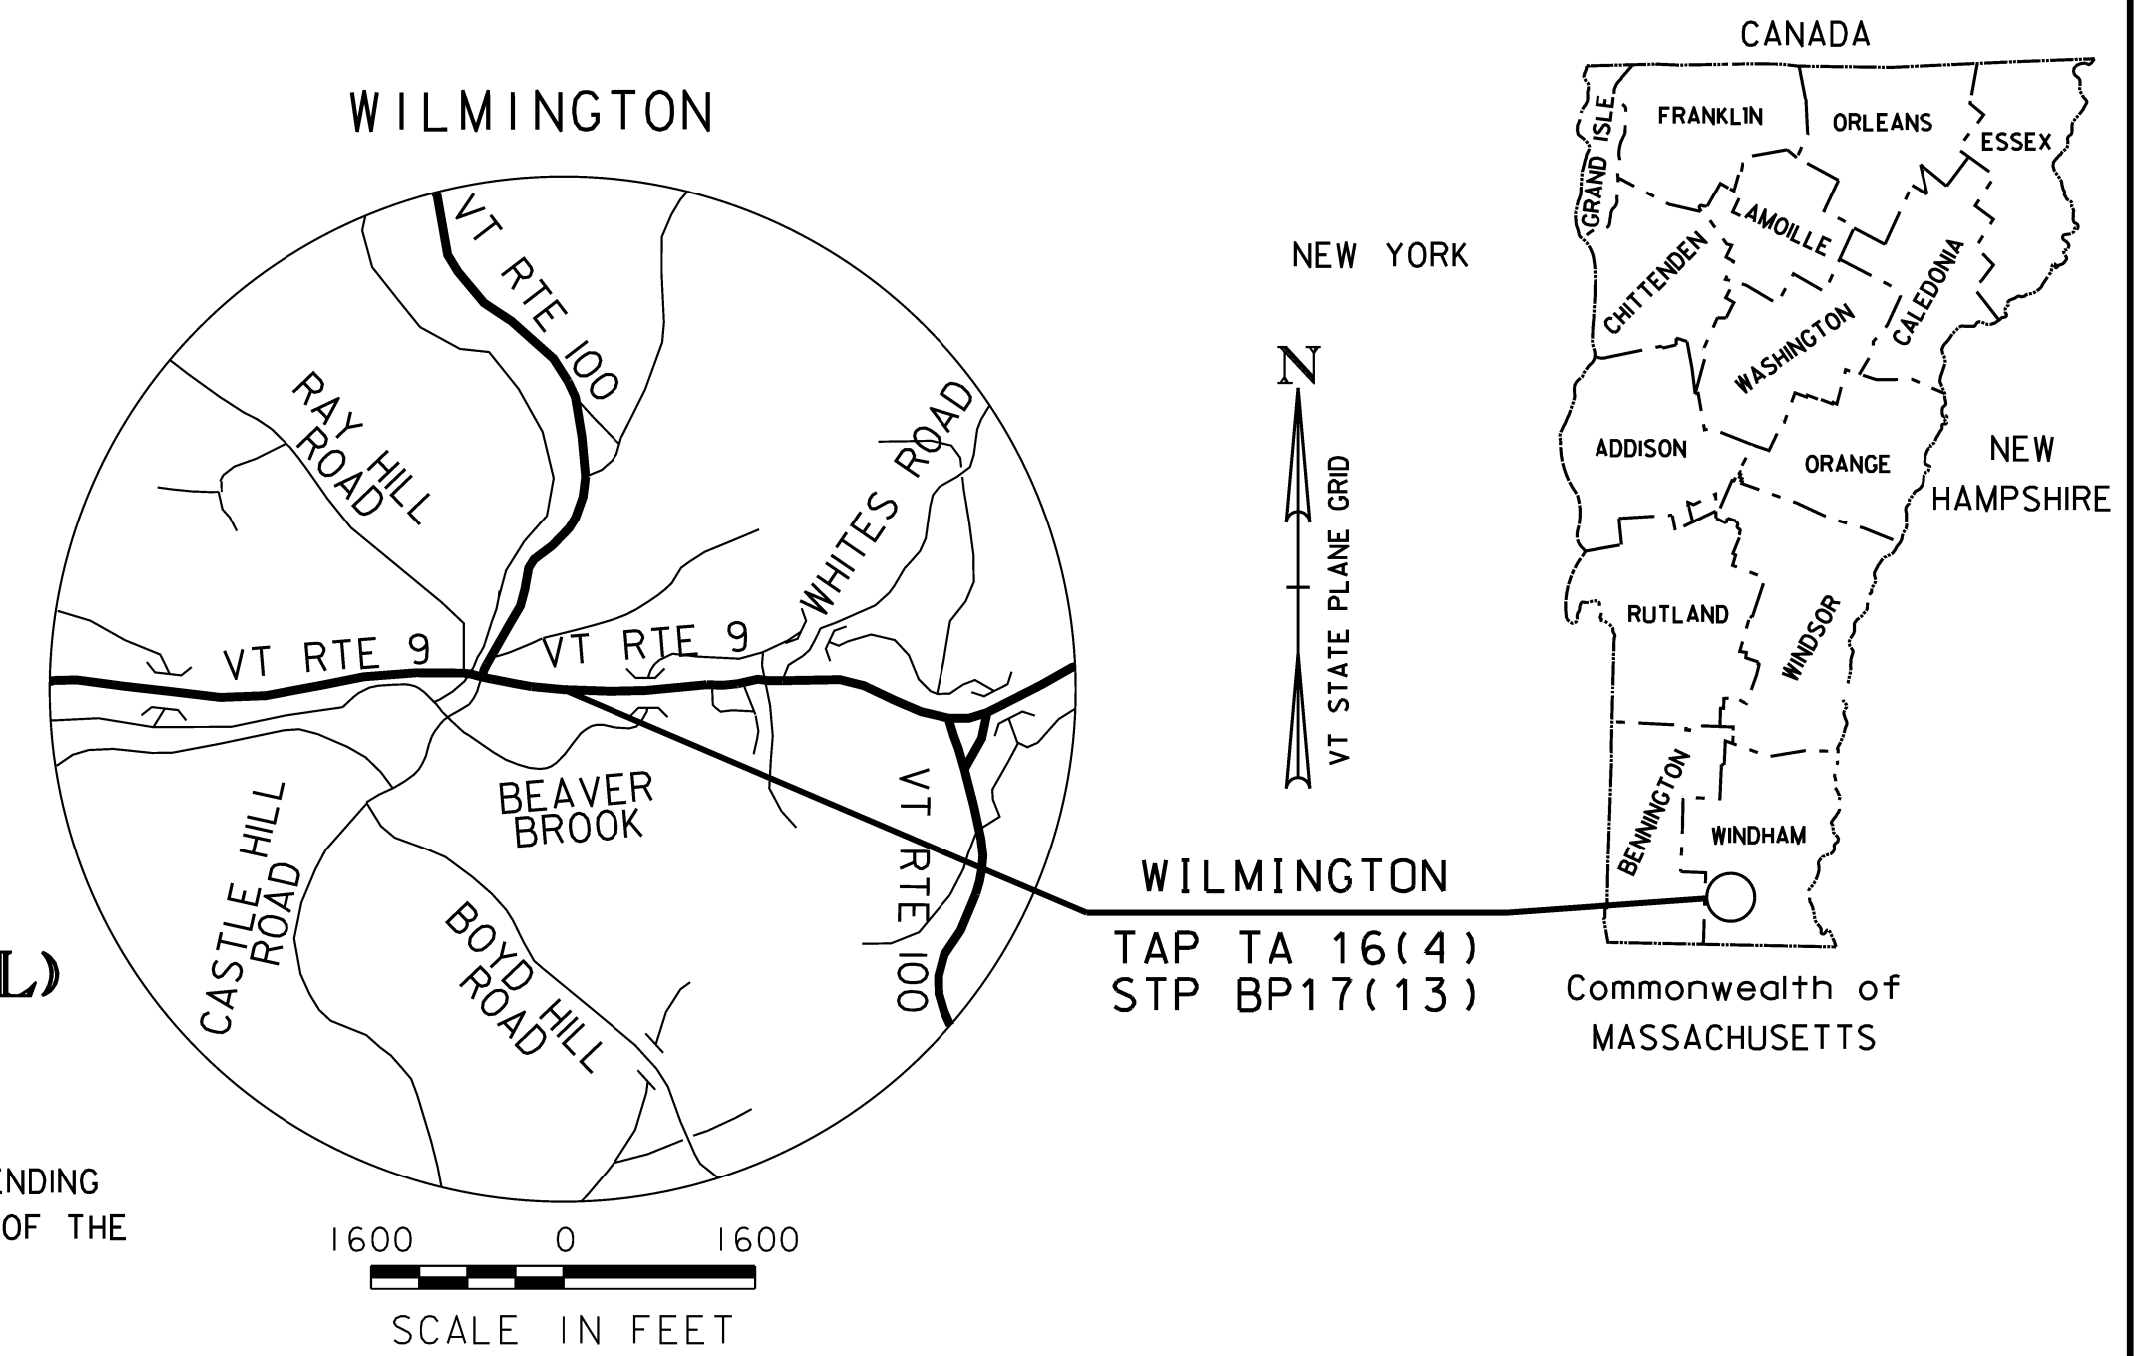 CANADA
WILMINGTON
FRANKLIN
ORLEANS
ESSEX
GRAND ISLE
LAMOILLE
CHITTENDEN
CALEDONIA
WASHINGTON
NEW YORK
N
VT STATE PLANE GRID
ADDISON
ORANGE
NEW
HAMPSHIRE
RUTLAND
WINDSOR
BENNINGTON
WINDHAM
VT RTE 100
RAY HILL
ROAD
WHITES ROAD
VT RTE 9
VT RTE 9
BEAVER
BROOK
VT RTE 100
CASTLE HILL
ROAD
BOYD HILL
ROAD
WILMINGTON
TAP TA 16(4)
STP BP17(13)
Commonwealth of
MASSACHUSETTS
L)
ENDING
OF THE
1600 0 1600
SCALE IN FEET